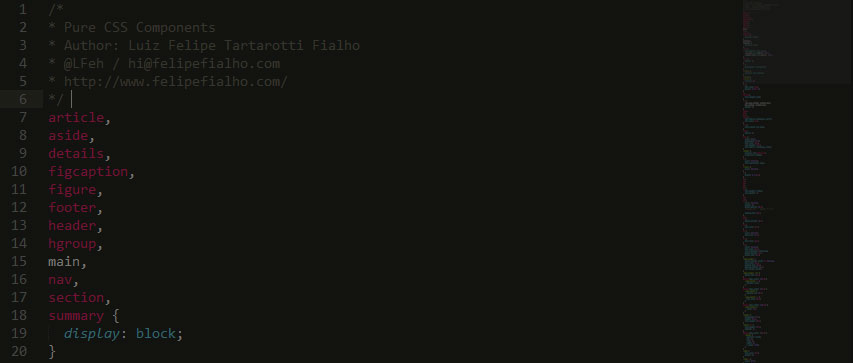 1 /*
2 * Pure CSS Components
3 * Author: Luiz Felipe Tartarotti Fialho
4 * @LFeh / hi@felipefialho.com
5 * http://www.felipefialho.com/
6 */
7 article,
8 aside,
9 details,
10 figcaption,
11 figure,
12 footer,
13 header,
14 hgroup,
15 main,
16 nav,
17 section,
18 summary {
19 display: block;
20 }